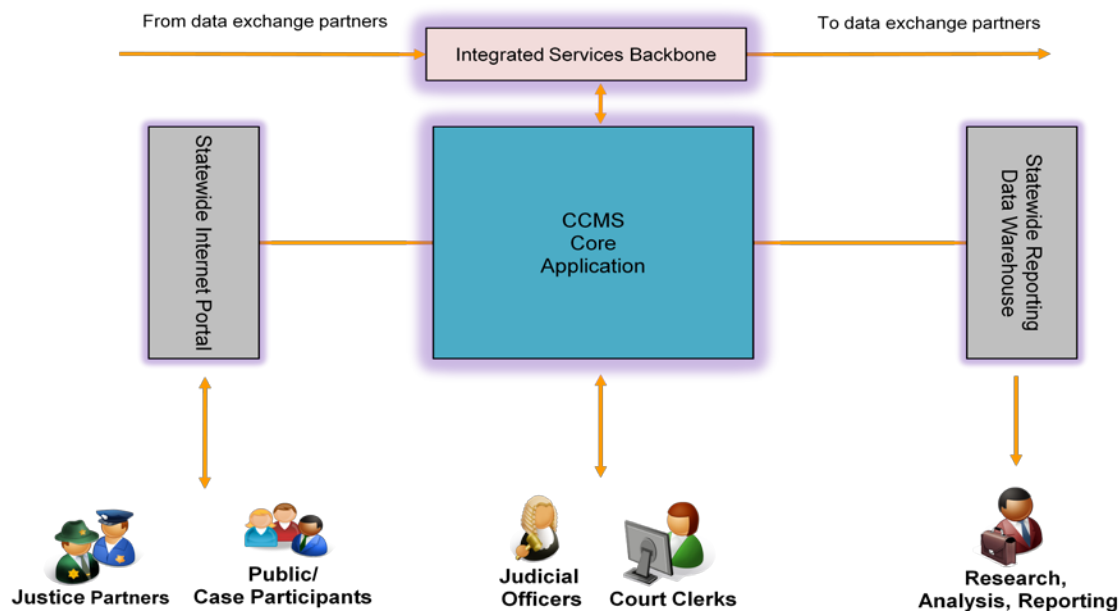 From data exchange partners
To data exchange partners
Integrated Services Backbone
Statewide Internet Portal
CCMS
Core
Application
Statewide Reporting
Data Warehouse
Justice Partners
Public/
Case Participants
Judicial
Officers
Court Clerks
Research,
Analysis, Reporting